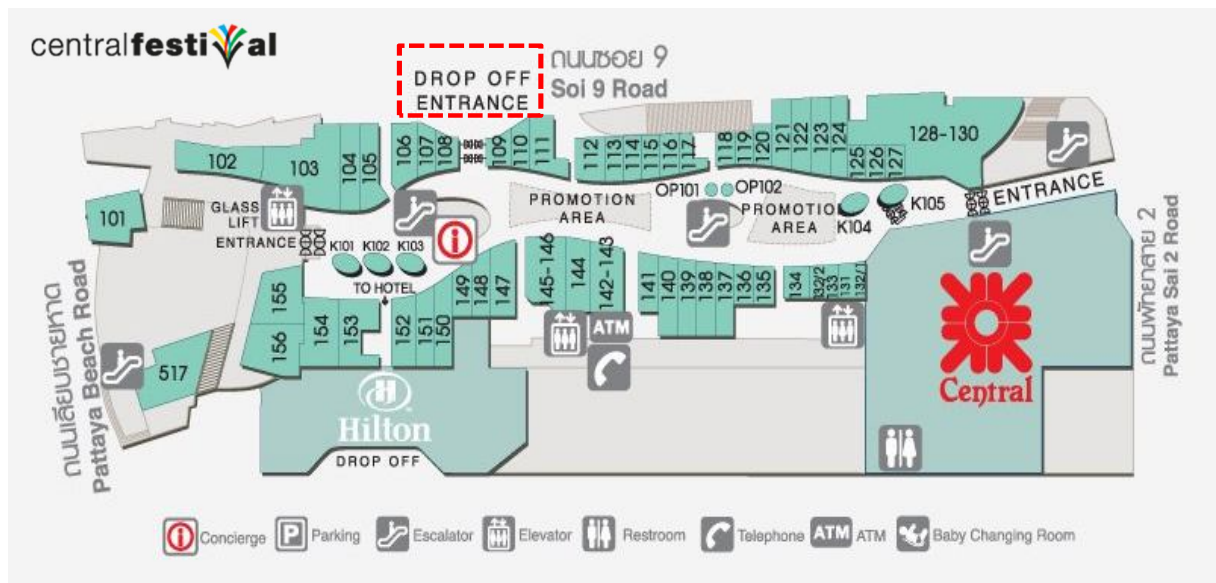 centralfestival
DROP OFF
ENTRANCE
ถนนซอย 9
Soi 9 Road
102
103
104
105
106
107
108
109
110
111
112
113
114
115
116
117
118
119
120
121
122
123
124
125
126
127
128-130
101
GLASS
LIFT
ENTRANCE
K101
K102
K103
TO HOTEL
PROMOTION
AREA
OP101
OP102
PROMOTIO
AREA
K104
K105
ENTRANCE
155
156
154
153
152
151
150
149
148
147
145-146
144
142-143
141
140
139
138
137
136
135
134
132/2
133
131
132/1
517
ATM
Hilton
DROP OFF
Central
ถนนเลียบชายหาด
Pattaya Beach Road
ถนนพัทยาสาย 2
Pattaya Sai 2 Road
Concierge
P Parking
Escalator
Elevator
Restroom
Telephone
ATM ATM
Baby Changing Room